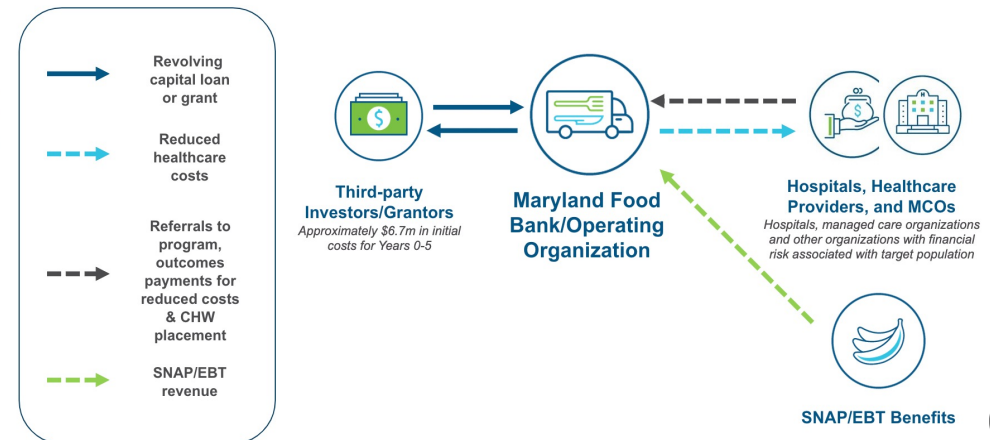 Revolving
capital loan
or grant
Reduced
healthcare
costs
Referrals to
program,
outcomes
payments for
reduced costs
& CHW
placement
SNAP/EBT
revenue
$
Third-party
Investors/Grantors
Approximately $6.7m in initial
costs for Years 0-5
Maryland Food
Bank/Operating
Organization
$
H
Hospitals, Healthcare
Providers, and MCOs
Hospitals, managed care organizations
and other organizations with financial
risk associated with target population
SNAP/EBT Benefits